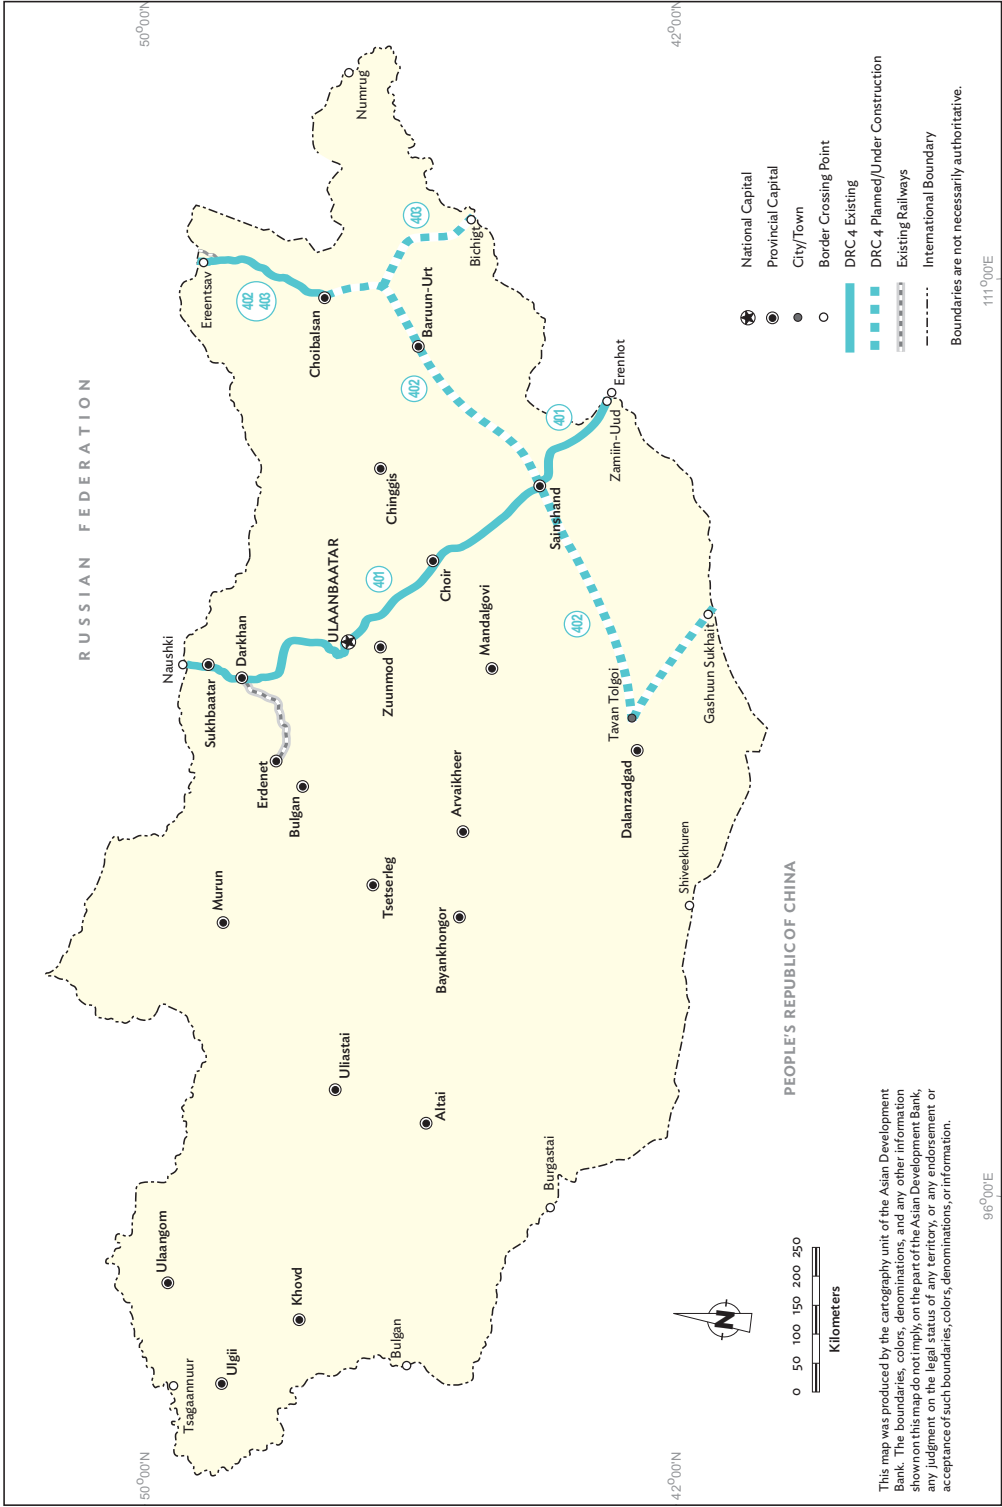 50°00'N
42°00'N
RUSSIAN FEDERATION
Numrug
Ereentsav
402
403
403
Bichigt
Choibalsan
Baruun-Urt
402
Chinggis
401
Erenhot
Zamiin-Uud
Sainshand
Naushki
Sukhbaatar
Darkhan
ULAANBAATAR
401
Choir
Zuunmod
Mandalgovi
402
Tavan Tolgoi
Gashuun Sukhait
Erdenet
Bulgan
Dalanzadgad
Arvaikheer
Tsetserleg
Murun
Bayankhongor
Shiveekhuren
Uliastai
Altai
Burgastai
Ulaangom
Khovd
Ulgii
Tsagaannuur
Bulgan
PEOPLE'S REPUBLIC OF CHINA
National Capital
Provincial Capital
City/Town
Border Crossing Point
DRC 4 Existing
DRC 4 Planned/Under Construction
Existing Railways
International Boundary
Boundaries are not necessarily authoritative.
N
0 50 100 150 200 250
Kilometers
This map was produced by the cartography unit of the Asian Development
Bank. The boundaries, colors, denominations, and any other information
shown on this map do not imply, on the part of the Asian Development Bank,
any judgment on the legal status of any territory, or any endorsement or
acceptance of such boundaries, colors, denominations, or information.
50°00'N
42°00'N
96°00'E
111°00'E